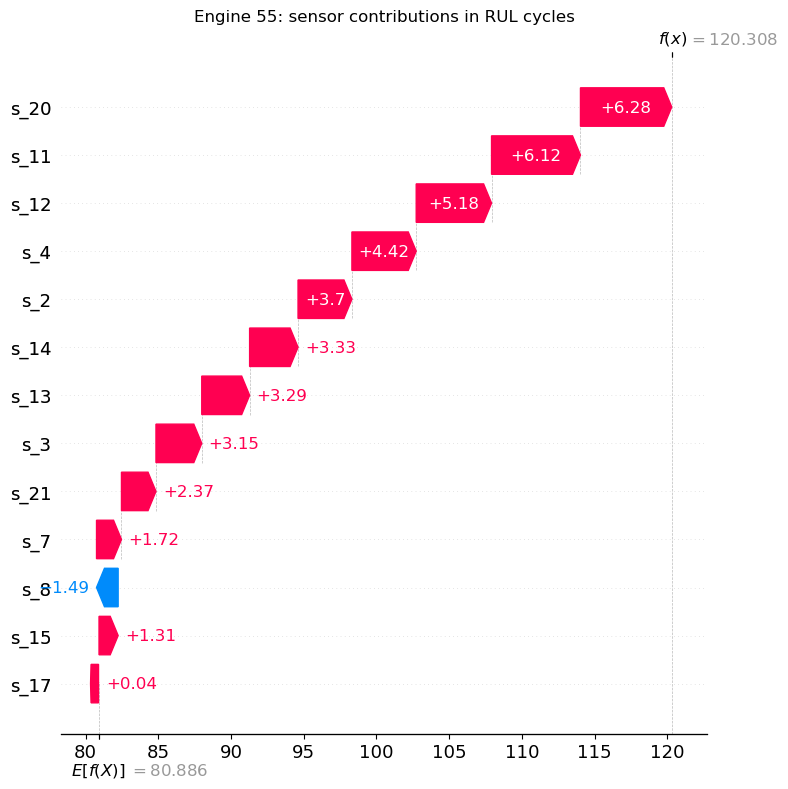 Engine 55: sensor contributions in RUL cycles
f(x) = 120.308
s_20 +6.28
s_11 +6.12
s_12 +5.18
s_4 +4.42
s_2 +3.7
s_14 +3.33
s_13 +3.29
s_3 +3.15
s_21 +2.37
s_7 +1.72
s_8 −1.49
s_15 +1.31
s_17 +0.04
80 85 90 95 100 105 110 115 120
E[f(X)] = 80.886